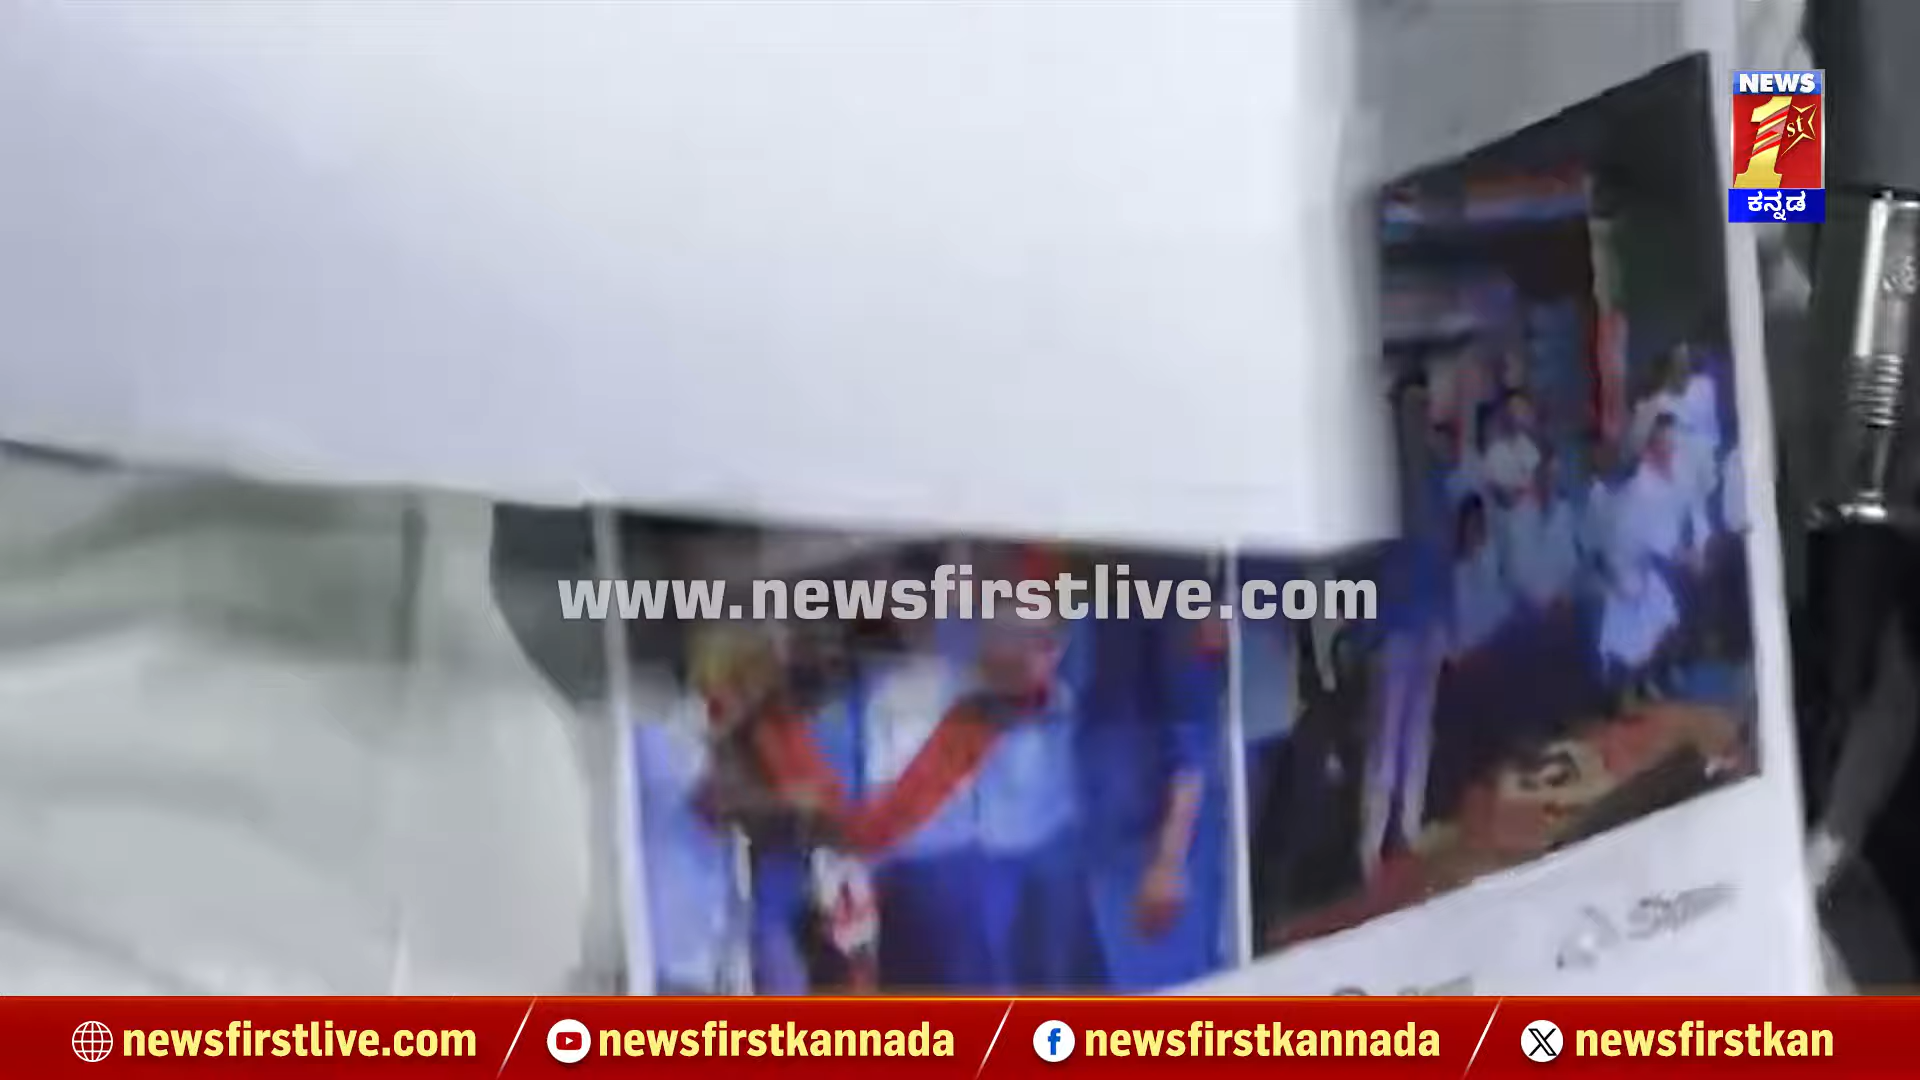 NEWS
1st
ಕನ್ನಡ
www.newsfirstlive.com
newsfirstlive.com newsfirstkannada newsfirstkannada newsfirstkan